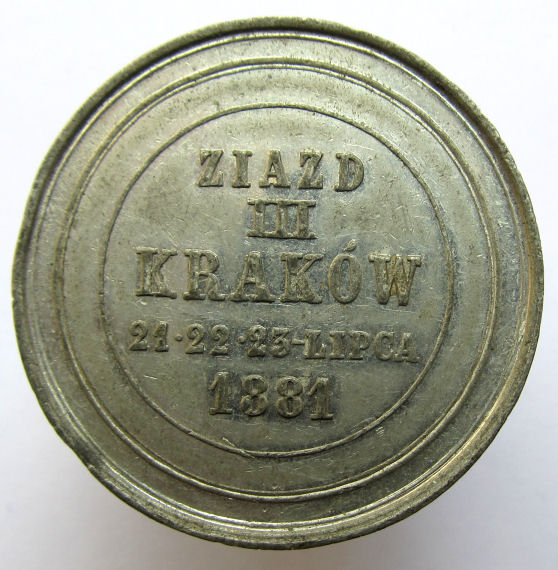 ZIAZD
III
KRAKÓW
21·22·23-LIPCA
1881